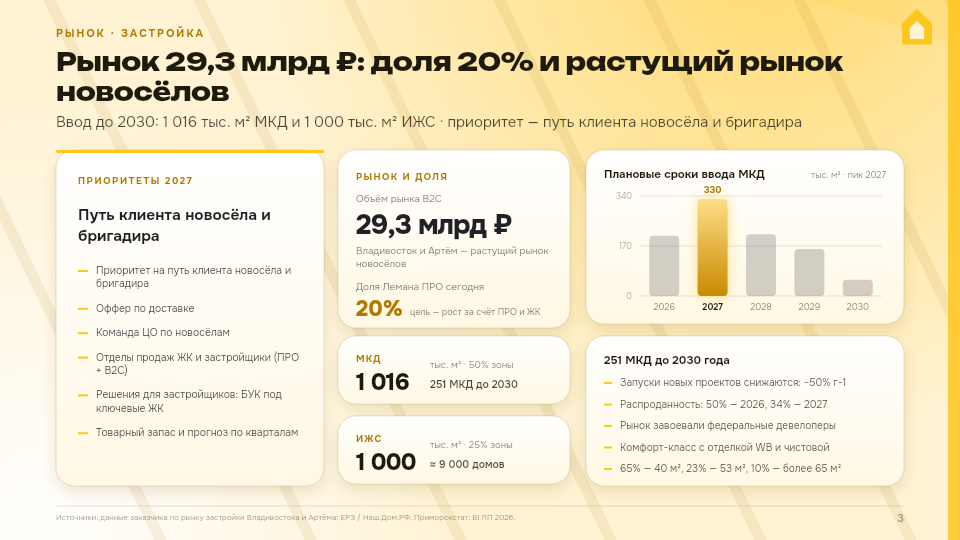 РЫНОК · ЗАСТРОЙКА
Рынок 29,3 млрд ₽: доля 20% и растущий рынок
новосёлов
Ввод до 2030: 1 016 тыс. м² МКД и 1 000 тыс. м² ИЖС · приоритет — путь клиента новосёла и бригадира
ПРИОРИТЕТЫ 2027
Путь клиента новосёла и
бригадира
Приоритет на путь клиента новосёла и
бригадира
Оффер по доставке
Команда ЦО по новосёлам
Отделы продаж ЖК и застройщики (ПРО
+ B2C)
Решения для застройщиков: БУК под
ключевые ЖК
Товарный запас и прогноз по кварталам
РЫНОК И ДОЛЯ
Объём рынка B2C
29,3 млрд ₽
Владивосток и Артём — растущий рынок
новосёлов
Доля Лемана ПРО сегодня
20% цель — рост за счёт ПРО и ЖК
МКД
1 016
тыс. м² · 50% зоны
251 МКД до 2030
ИЖС
1 000
тыс. м² · 25% зоны
≈ 9 000 домов
Плановые сроки ввода МКД
тыс. м² · пик 2027
330
340
170
0
2026 2027 2028 2029 2030
251 МКД до 2030 года
Запуски новых проектов снижаются: −50% г-1
Распроданность: 50% — 2026, 34% — 2027
Рынок завоевали федеральные девелоперы
Комфорт-класс с отделкой WB и чистовой
65% — 40 м², 23% — 53 м², 10% — более 65 м²
Источники: данные заказчика по рынку застройки Владивостока и Артёма; ЕРЗ / Наш.Дом.РФ, Приморскстат; BI ЛП 2026.
3